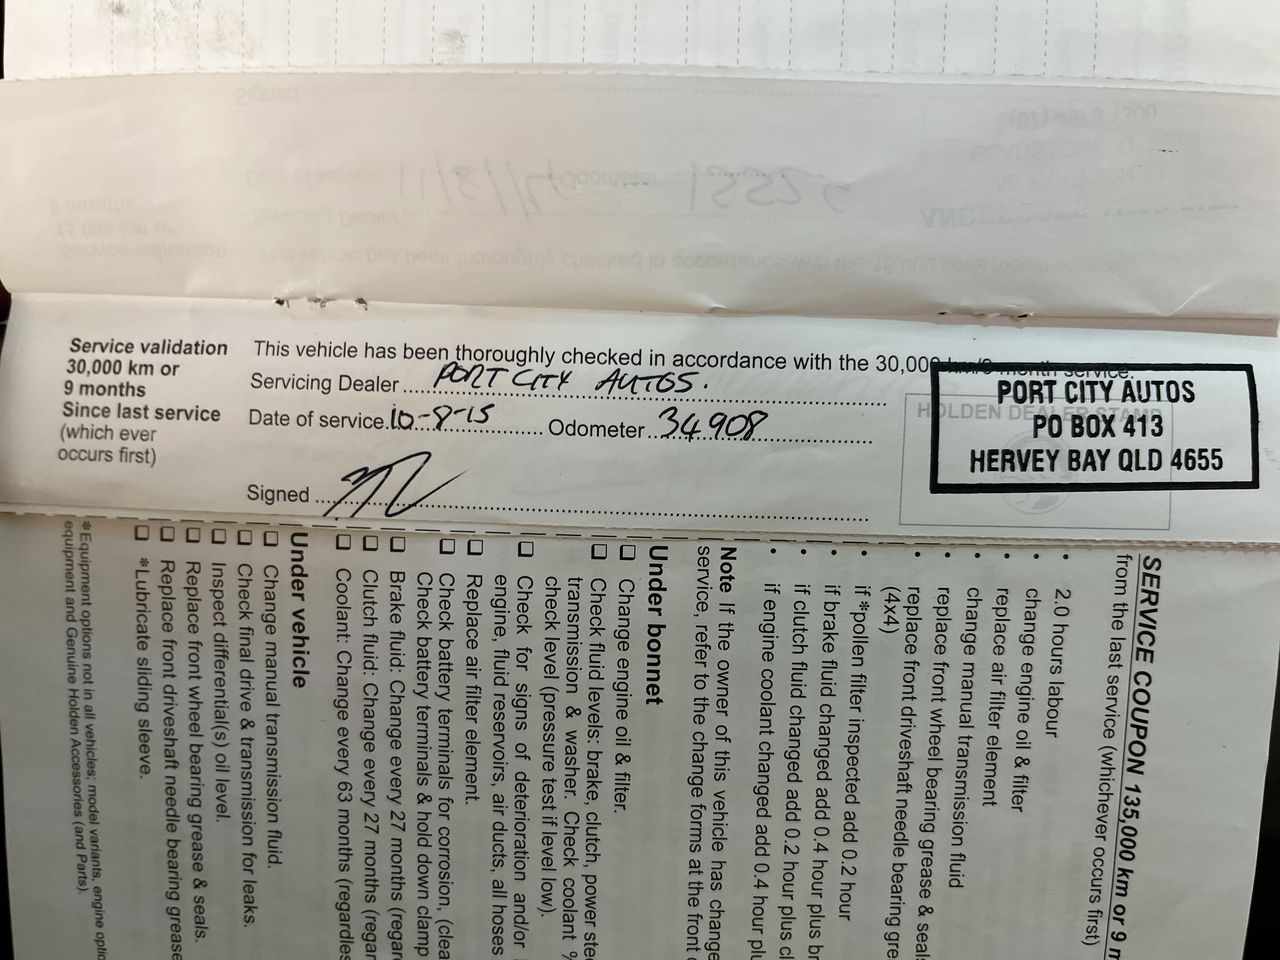 Service validation
30,000 km or
9 months
Since last service
(which ever
occurs first)
This vehicle has been thoroughly checked in accordance with the 30,000 km/9 month service.
Servicing Dealer PORT CITY AUTOS.
Date of service 10-8-15 Odometer 34908
Signed
HOLDEN DEALER STAMP
PORT CITY AUTOS
PO BOX 413
HERVEY BAY QLD 4655
SERVICE COUPON 135,000 km or 9 m
from the last service (whichever occurs first)
• 2.0 hours labour
• change engine oil & filter
• replace air filter element
• change manual transmission fluid
• replace front wheel bearing grease & seals
• replace front driveshaft needle bearing gre
(4x4)
• if *pollen filter inspected add 0.2 hour
• if brake fluid changed add 0.4 hour plus br
• if clutch fluid changed add 0.2 hour plus cl
• if engine coolant changed add 0.4 hour plu
Note If the owner of this vehicle has change
service, refer to the change forms at the front
Under bonnet
☐ Change engine oil & filter.
☐ Check fluid levels: brake, clutch, power stee
transmission & washer. Check coolant %
check level (pressure test if level low).
☐ Check for signs of deterioration and/or
engine, fluid reservoirs, air ducts, all hoses
☐ Replace air filter element.
☐ Check battery terminals for corrosion, (clea
Check battery terminals & hold down clamp
☐ Brake fluid: Change every 27 months (regar
☐ Clutch fluid: Change every 27 months (regar
☐ Coolant: Change every 63 months (regardles
Under vehicle
☐ Change manual transmission fluid.
☐ Check final drive & transmission for leaks.
☐ Inspect differential(s) oil level.
☐ Replace front wheel bearing grease & seals.
☐ Replace front driveshaft needle bearing grease
☐ *Lubricate sliding sleeve.
*Equipment options not in all vehicles; model variants, engine optio
equipment and Genuine Holden Accessories (and Parts).